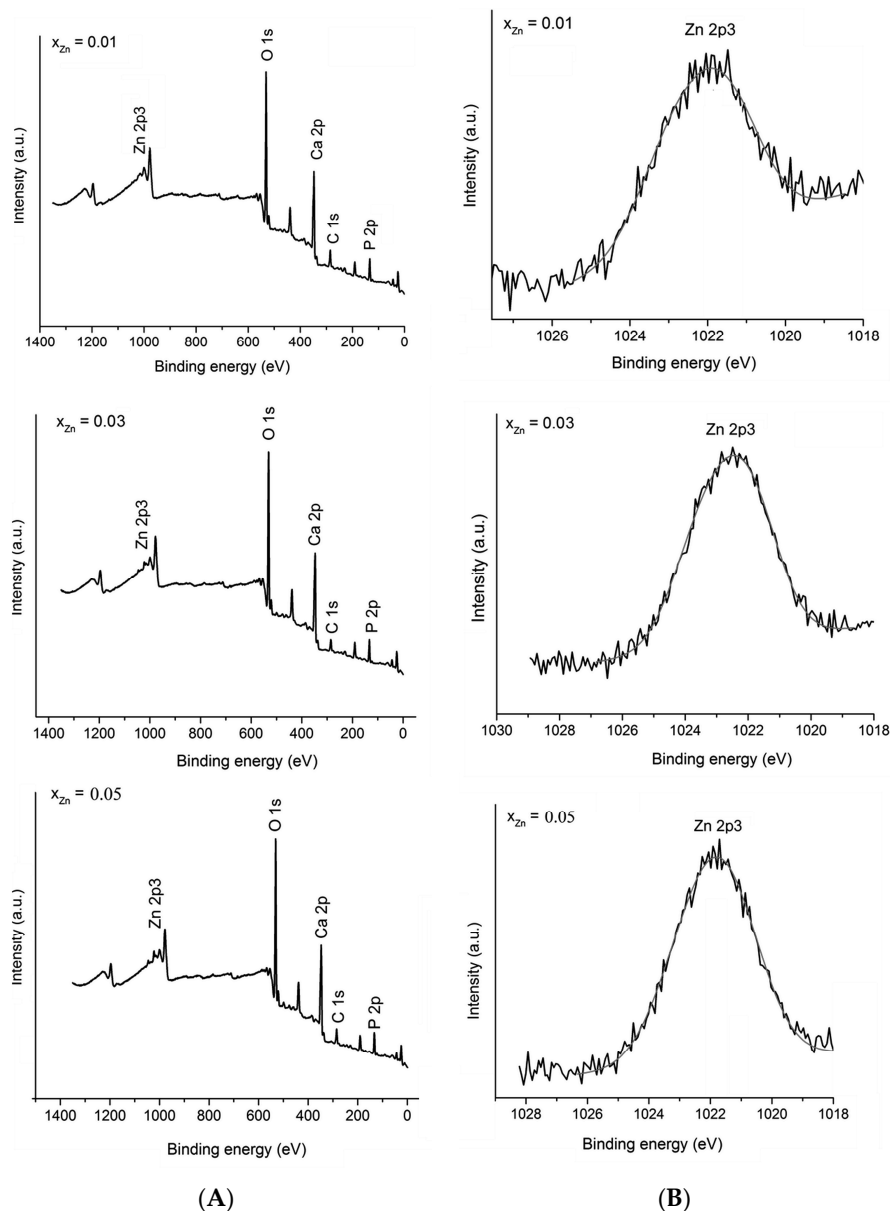 x_Zn = 0.01
O 1s
Zn 2p3
Ca 2p
C 1s
P 2p
Intensity (a.u.)
1400 1200 1000 800 600 400 200 0
Binding energy (eV)
x_Zn = 0.01
Zn 2p3
Intensity (a.u.)
1026 1024 1022 1020 1018
Binding energy (eV)
x_Zn = 0.03
O 1s
Zn 2p3
Ca 2p
C 1s
P 2p
Intensity (a.u.)
1400 1200 1000 800 600 400 200 0
Binding energy (eV)
x_Zn = 0.03
Zn 2p3
Intensity (a.u.)
1030 1028 1026 1024 1022 1020 1018
Binding energy (eV)
x_Zn = 0.05
O 1s
Zn 2p3
Ca 2p
C 1s
P 2p
Intensity (a.u.)
1400 1200 1000 800 600 400 200 0
Binding energy (eV)
x_Zn = 0.05
Zn 2p3
Intensity (a.u.)
1028 1026 1024 1022 1020 1018
Binding energy (eV)
(A) (B)